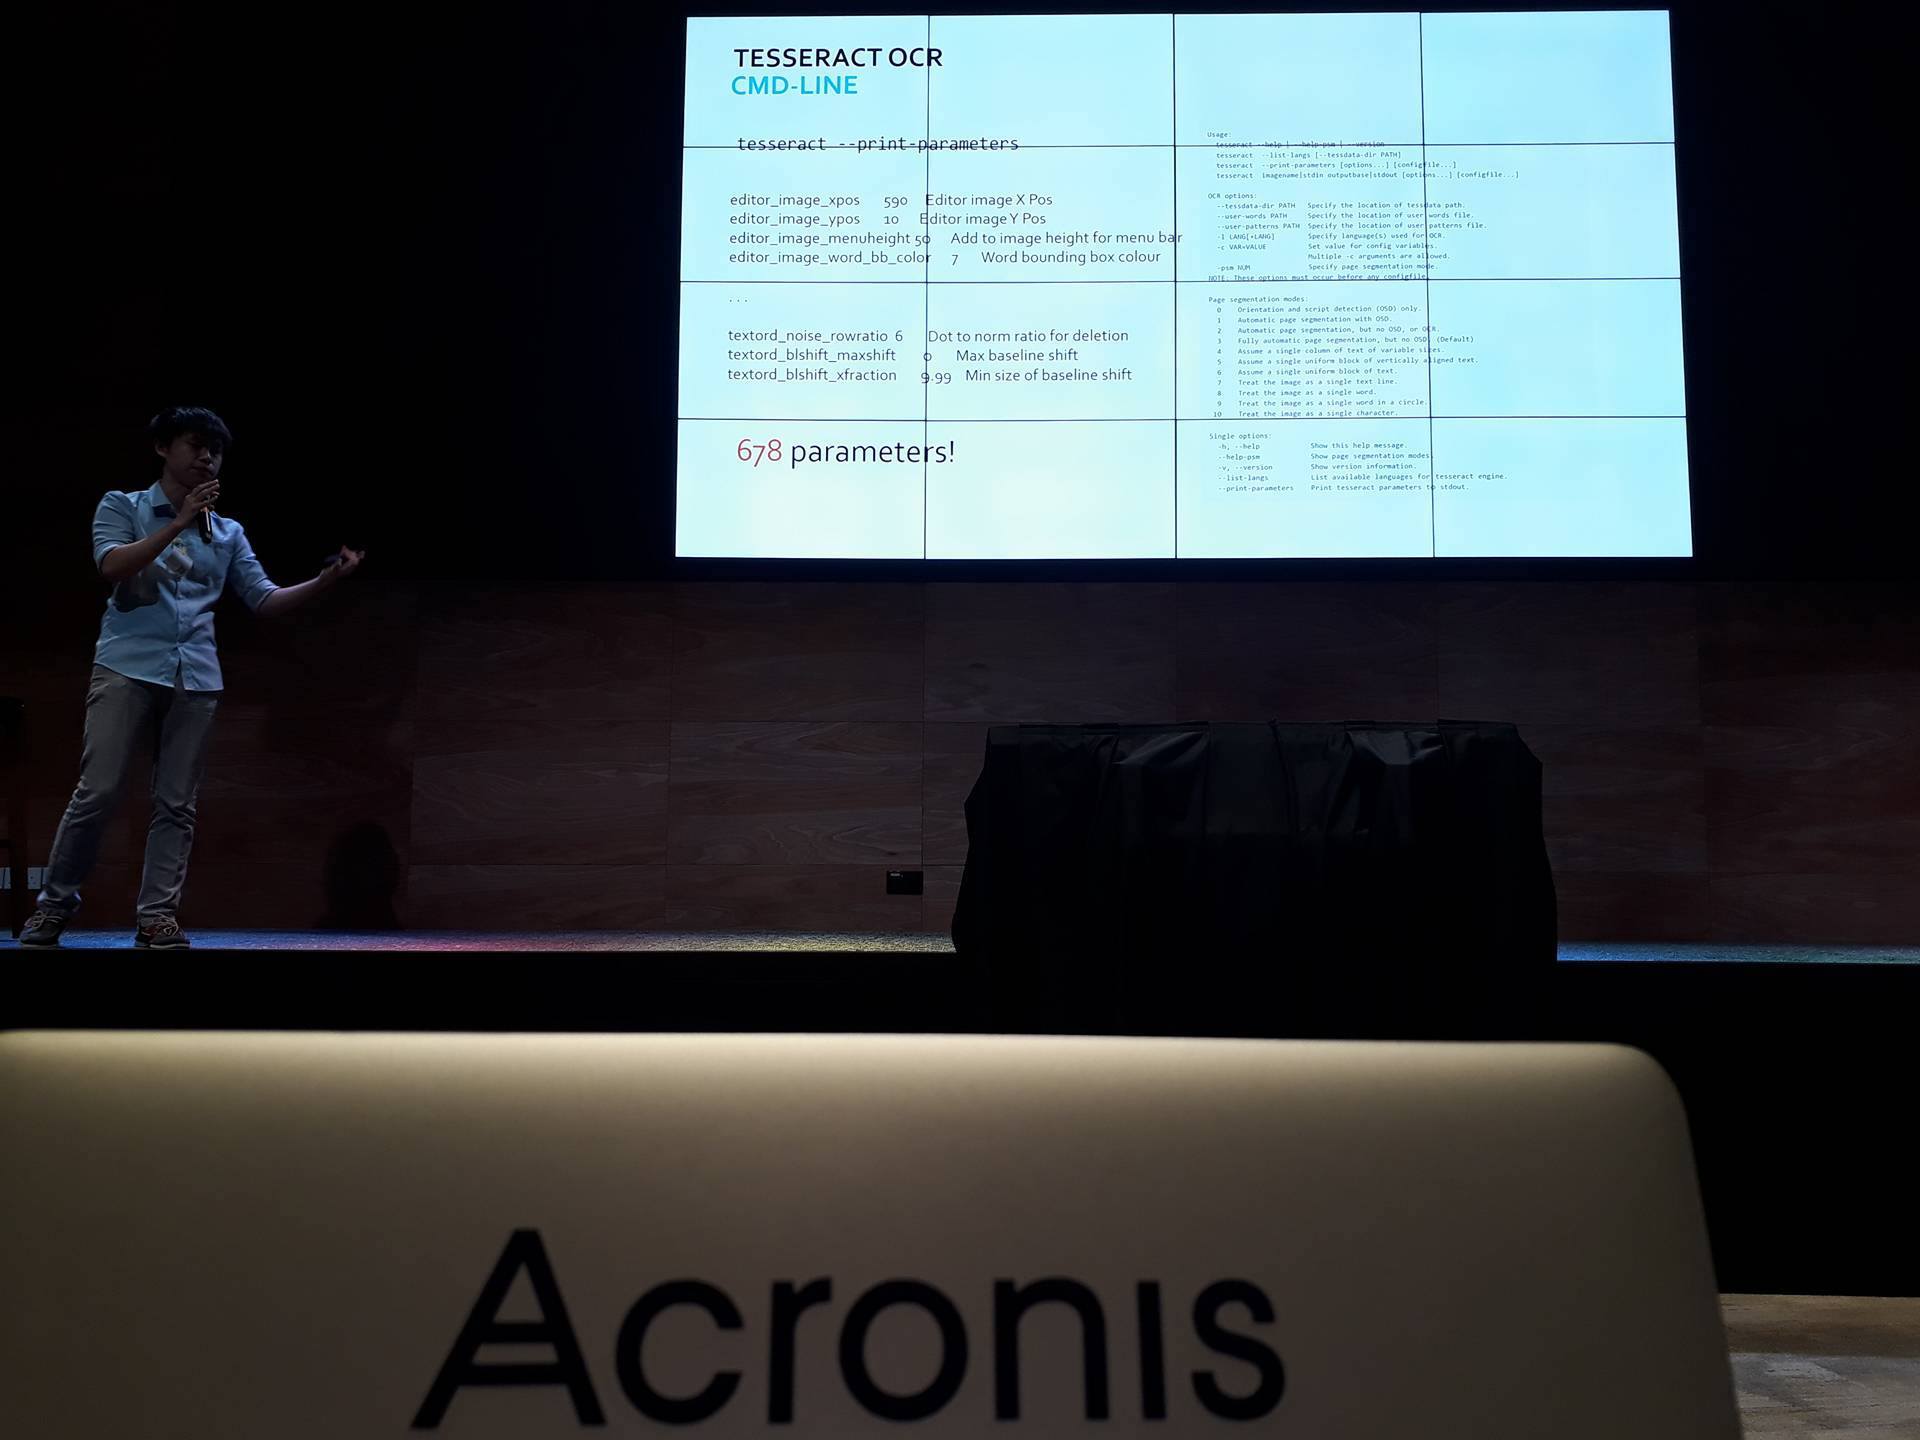 TESSERACT OCR
CMD-LINE
tesseract --print-parameters
editor_image_xpos 590 Editor image X Pos
editor_image_ypos 10 Editor image Y Pos
editor_image_menuheight 50 Add to image height for menu bar
editor_image_word_bb_color 7 Word bounding box colour
...
textord_noise_rowratio 6 Dot to norm ratio for deletion
textord_blshift_maxshift 0 Max baseline shift
textord_blshift_xfraction 9.99 Min size of baseline shift
678 parameters!
Usage:
tesseract --help | --help-psm | --version
tesseract --list-langs [--tessdata-dir PATH]
tesseract --print-parameters [options...] [configfile...]
tesseract imagename|stdin outputbase|stdout [options...] [configfile...]
OCR options:
--tessdata-dir PATH Specify the location of tessdata path.
--user-words PATH Specify the location of user words file.
--user-patterns PATH Specify the location of user patterns file.
-l LANG[+LANG] Specify language(s) used for OCR.
-c VAR=VALUE Set value for config variables.
Multiple -c arguments are allowed.
-psm NUM Specify page segmentation mode.
NOTE: These options must occur before any configfile.
Page segmentation modes:
0 Orientation and script detection (OSD) only.
1 Automatic page segmentation with OSD.
2 Automatic page segmentation, but no OSD, or OCR.
3 Fully automatic page segmentation, but no OSD. (Default)
4 Assume a single column of text of variable sizes.
5 Assume a single uniform block of vertically aligned text.
6 Assume a single uniform block of text.
7 Treat the image as a single text line.
8 Treat the image as a single word.
9 Treat the image as a single word in a circle.
10 Treat the image as a single character.
Single options:
-h, --help Show this help message.
--help-psm Show page segmentation modes.
-v, --version Show version information.
--list-langs List available languages for tesseract engine.
--print-parameters Print tesseract parameters to stdout.
Acronis